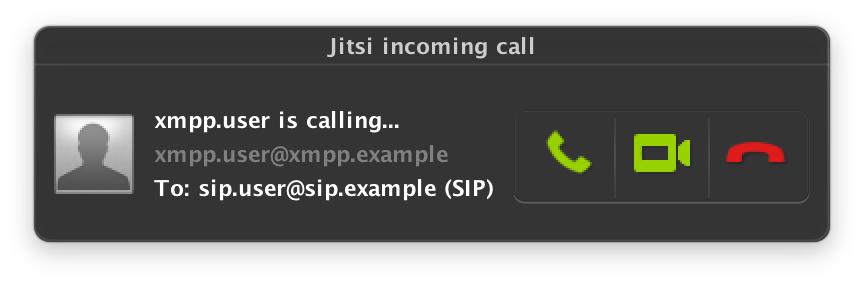 Jitsi incoming call
xmpp.user is calling...
xmpp.user@xmpp.example
To: sip.user@sip.example (SIP)